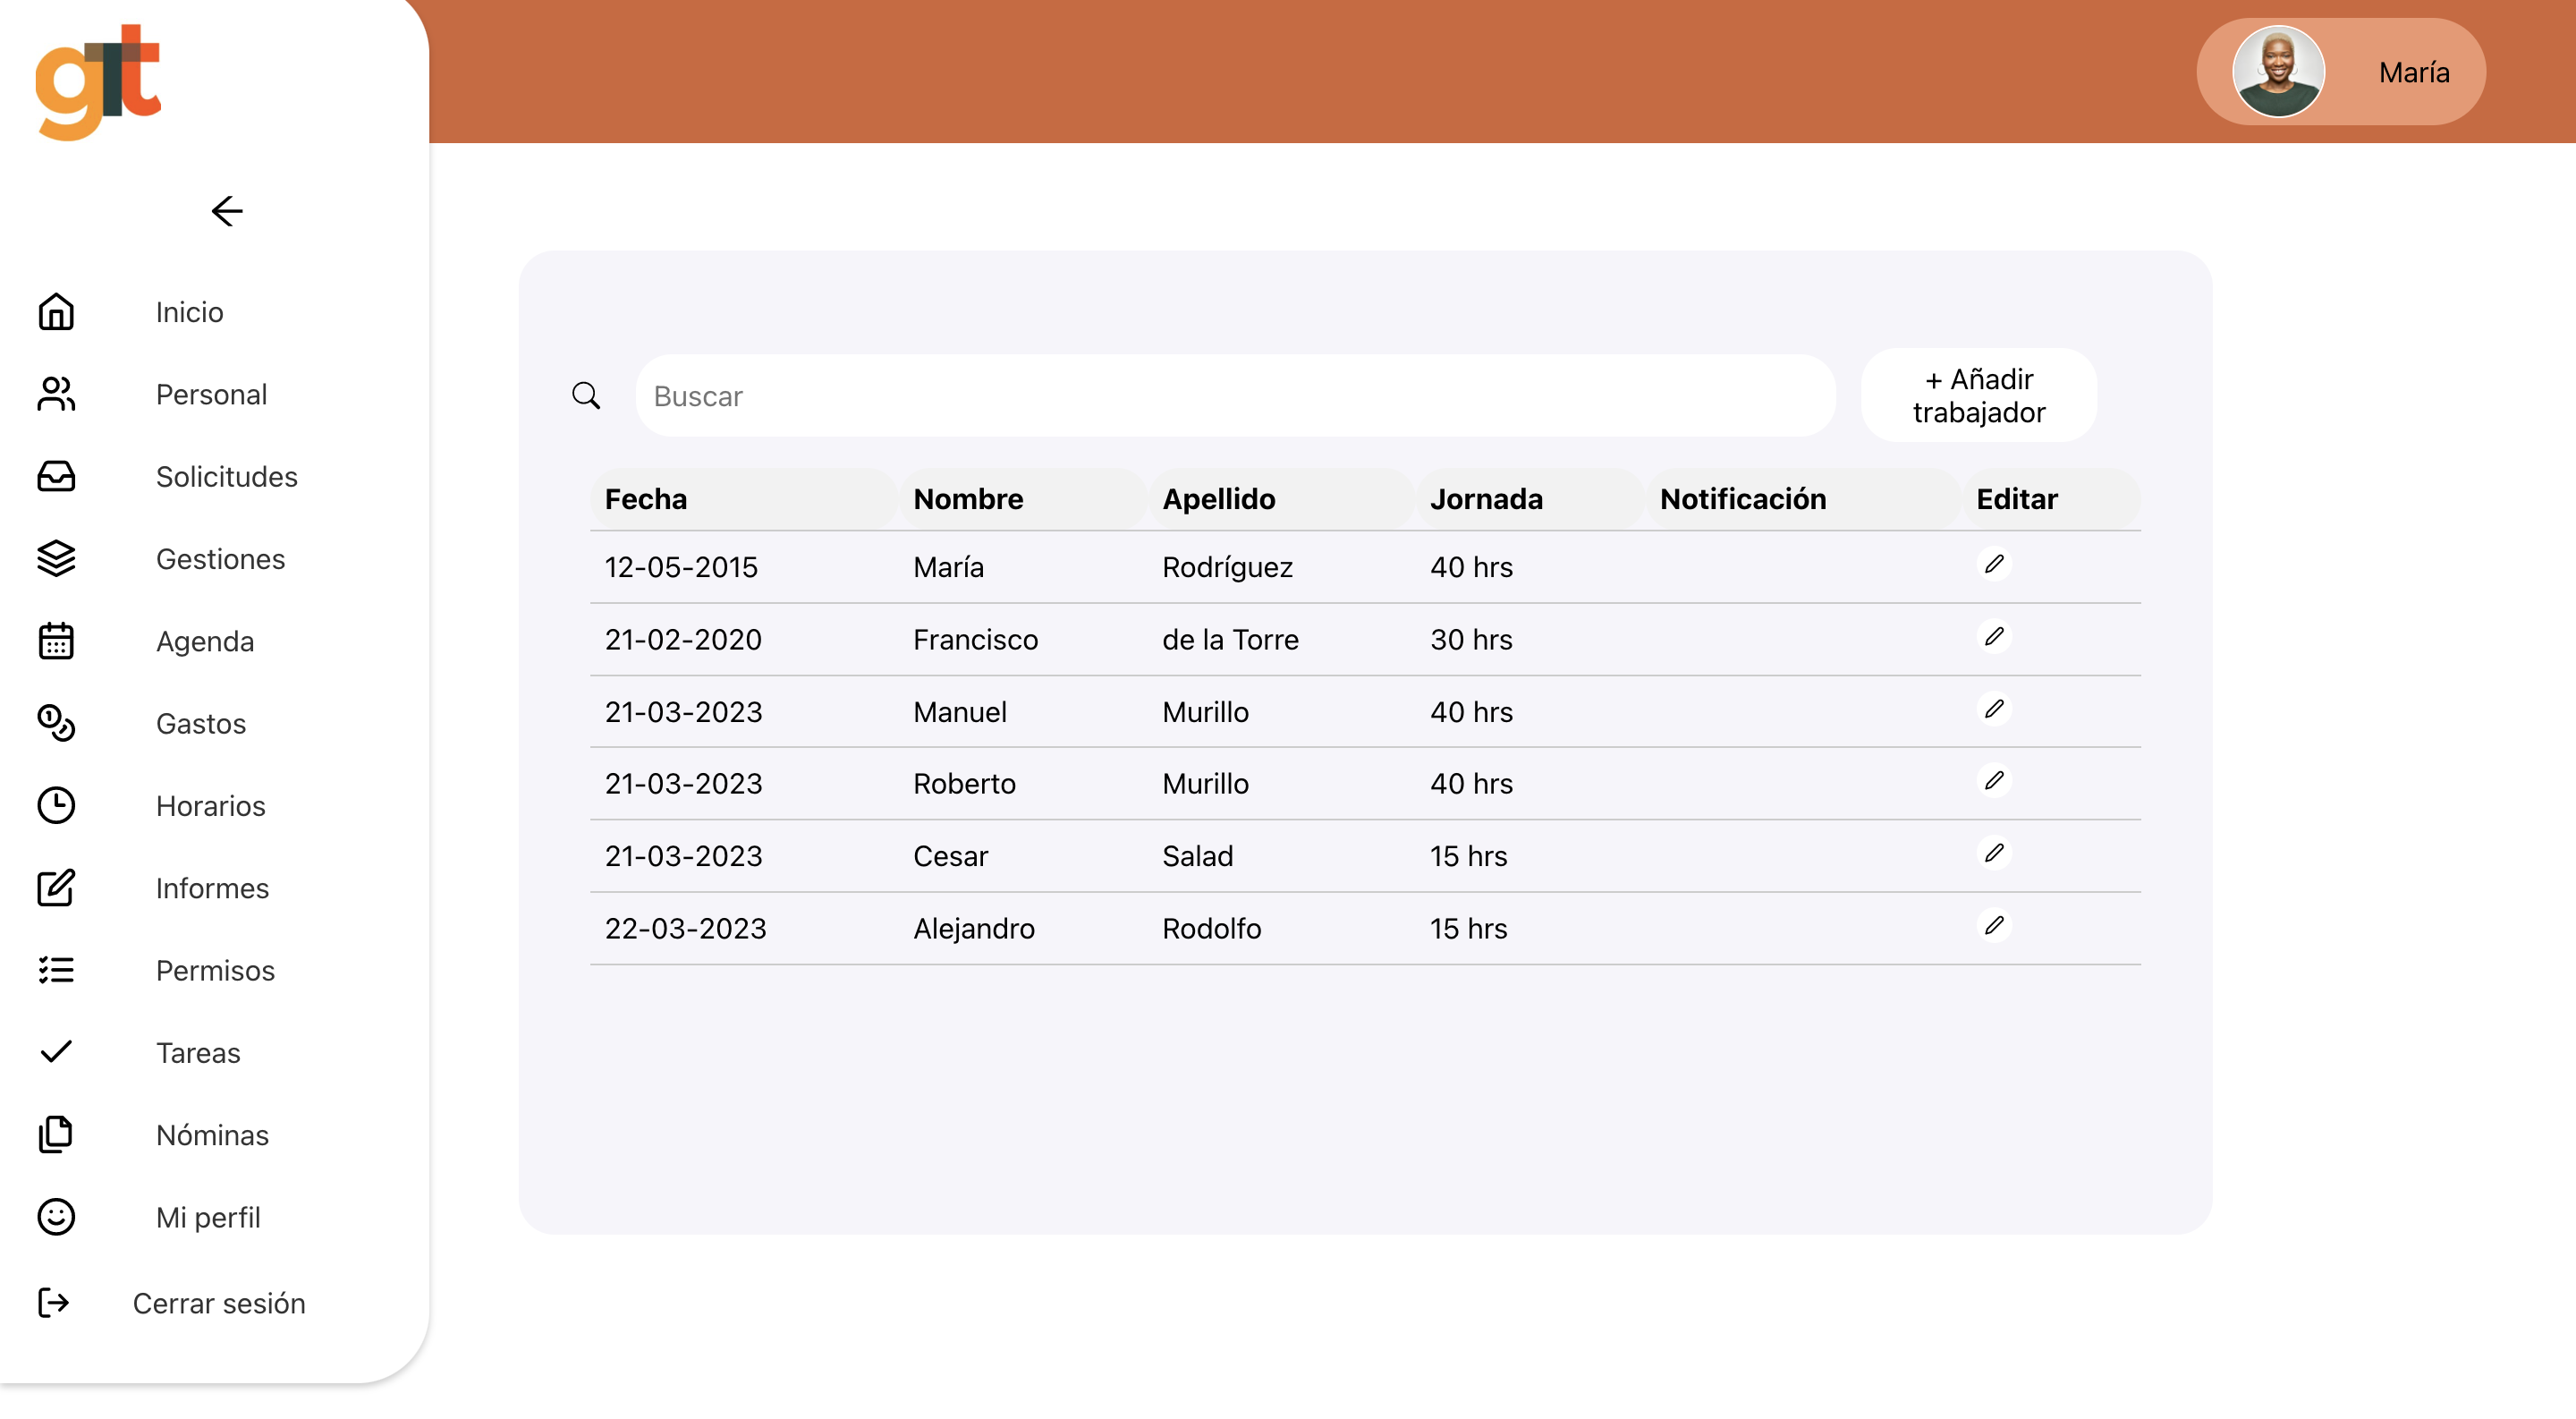 git
María
Inicio
Personal
Solicitudes
Gestiones
Agenda
Gastos
Horarios
Informes
Permisos
Tareas
Nóminas
Mi perfil
Cerrar sesión
Buscar
+ Añadir
trabajador
Fecha Nombre Apellido Jornada Notificación Editar
12-05-2015 María Rodríguez 40 hrs
21-02-2020 Francisco de la Torre 30 hrs
21-03-2023 Manuel Murillo 40 hrs
21-03-2023 Roberto Murillo 40 hrs
21-03-2023 Cesar Salad 15 hrs
22-03-2023 Alejandro Rodolfo 15 hrs